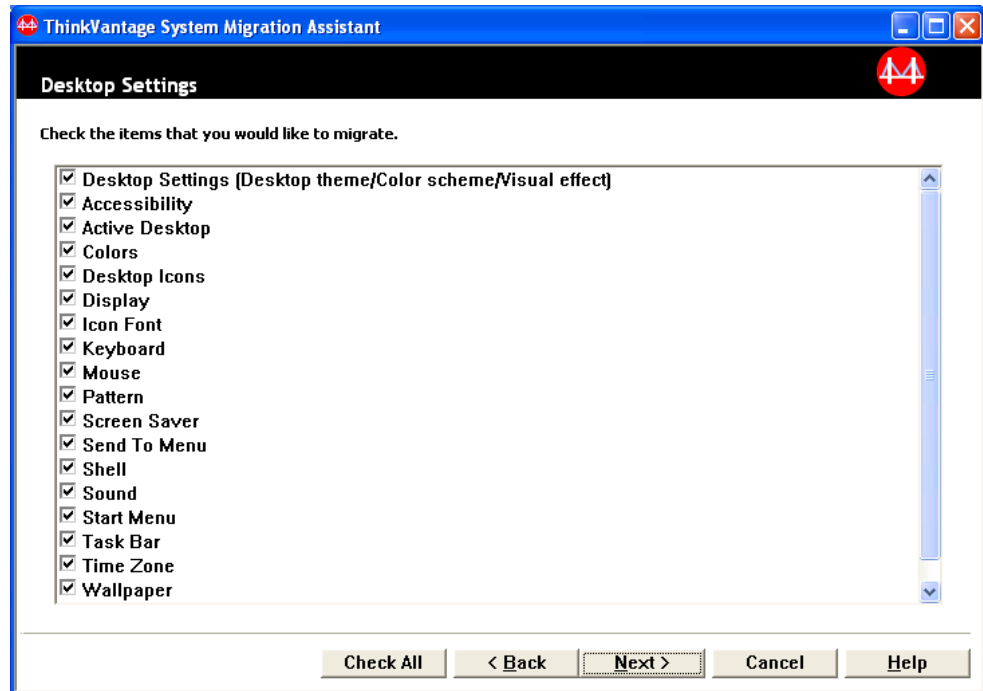 ThinkVantage System Migration Assistant
Desktop Settings
Check the items that you would like to migrate.
Desktop Settings (Desktop theme/Color scheme/Visual effect)
Accessibility
Active Desktop
Colors
Desktop Icons
Display
Icon Font
Keyboard
Mouse
Pattern
Screen Saver
Send To Menu
Shell
Sound
Start Menu
Task Bar
Time Zone
Wallpaper
Check All < Back Next > Cancel Help